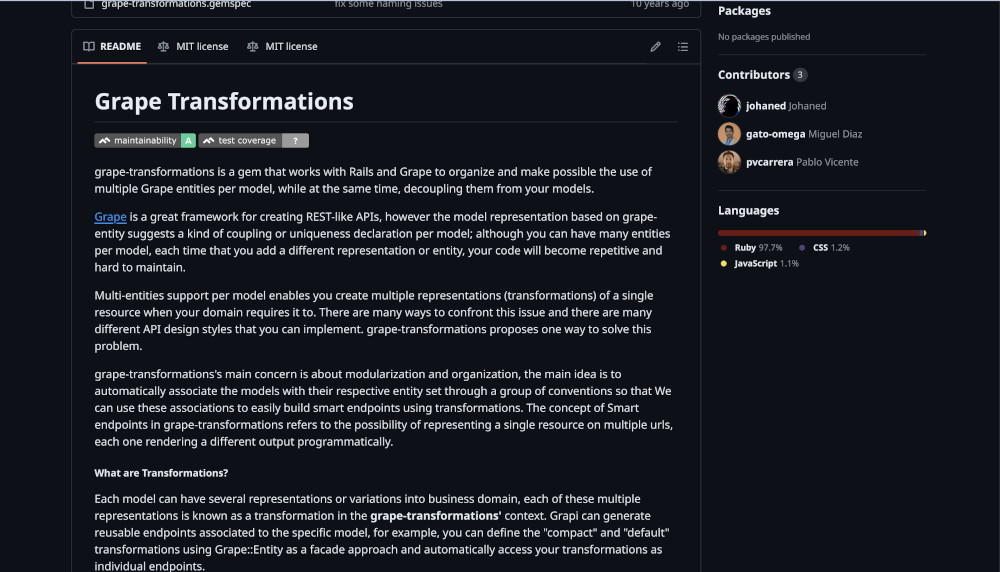 grape-transformations.gemspec fix some naming issues 10 years ago
README MIT license MIT license
Grape Transformations
maintainability A test coverage ?
grape-transformations is a gem that works with Rails and Grape to organize and make possible the use of
multiple Grape entities per model, while at the same time, decoupling them from your models.
Grape is a great framework for creating REST-like APIs, however the model representation based on grape-
entity suggests a kind of coupling or uniqueness declaration per model; although you can have many entities
per model, each time that you add a different representation or entity, your code will become repetitive and
hard to maintain.
Multi-entities support per model enables you create multiple representations (transformations) of a single
resource when your domain requires it to. There are many ways to confront this issue and there are many
different API design styles that you can implement. grape-transformations proposes one way to solve this
problem.
grape-transformations's main concern is about modularization and organization, the main idea is to
automatically associate the models with their respective entity set through a group of conventions so that We
can use these associations to easily build smart endpoints using transformations. The concept of Smart
endpoints in grape-transformations refers to the possibility of representing a single resource on multiple urls,
each one rendering a different output programmatically.
What are Transformations?
Each model can have several representations or variations into business domain, each of these multiple
representations is known as a transformation in the grape-transformations' context. Grapi can generate
reusable endpoints associated to the specific model, for example, you can define the "compact" and "default"
transformations using Grape::Entity as a facade approach and automatically access your transformations as
individual endpoints.
Packages
No packages published
Contributors 3
johaned Johaned
gato-omega Miguel Diaz
pvcarrera Pablo Vicente
Languages
Ruby 97.7% CSS 1.2%
JavaScript 1.1%